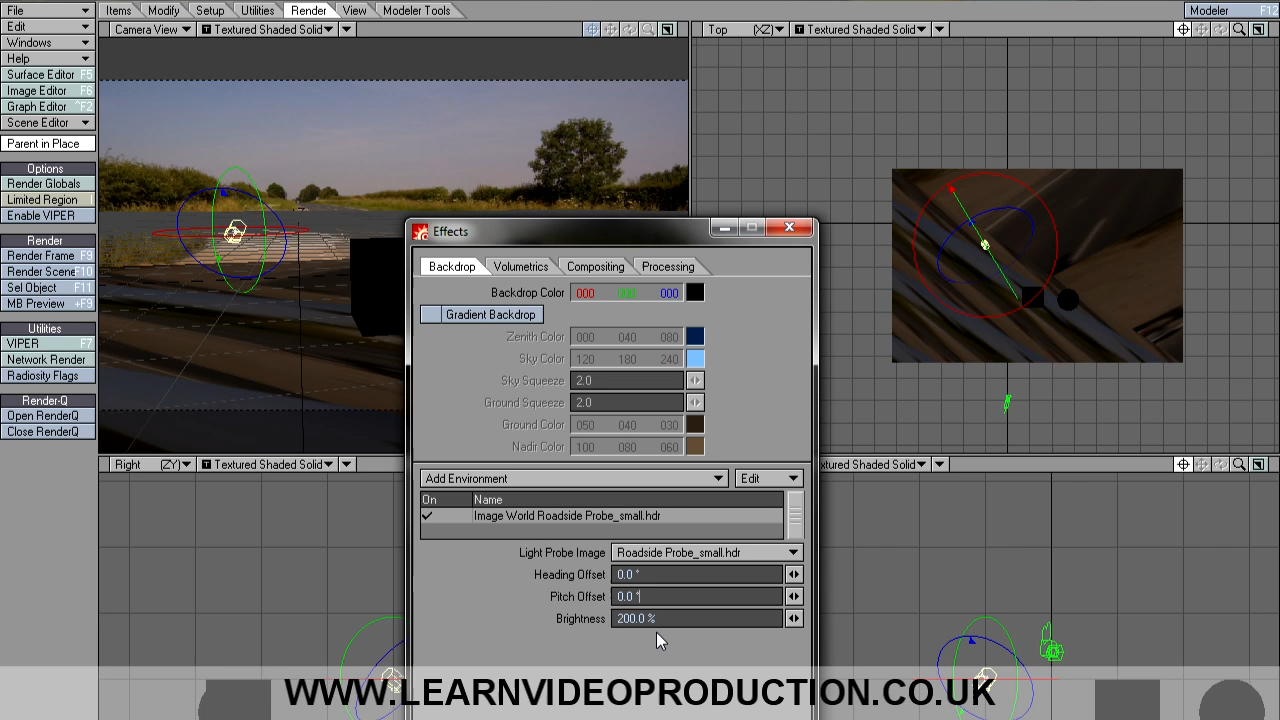 File
Items Modify Setup Utilities Render View Modeler Tools
Modeler F12
Edit
Windows
Help
Surface Editor F5
Image Editor F6
Graph Editor ^F2
Scene Editor
Parent in Place
Options
Render Globals
Limited Region
Enable VIPER
Render
Render Frame F9
Render Scene F10
Sel Object F11
MB Preview +F9
Utilities
VIPER F7
Network Render
Radiosity Flags
Render-Q
Open RenderQ
Close RenderQ
Camera View Textured Shaded Solid
Top (XZ) Textured Shaded Solid
Right (ZY) Textured Shaded Solid
xtured Shaded Solid
Effects
Backdrop Volumetrics Compositing Processing
Backdrop Color 000 000 000
Gradient Backdrop
Zenith Color 000 040 080
Sky Color 120 180 240
Sky Squeeze 2.0
Ground Squeeze 2.0
Ground Color 050 040 030
Nadir Color 100 080 060
Add Environment Edit
On Name
Image World Roadside Probe_small.hdr
Light Probe Image Roadside Probe_small.hdr
Heading Offset 0.0 °
Pitch Offset 0.0 °
Brightness 200.0 %
WWW.LEARNVIDEOPRODUCTION.CO.UK